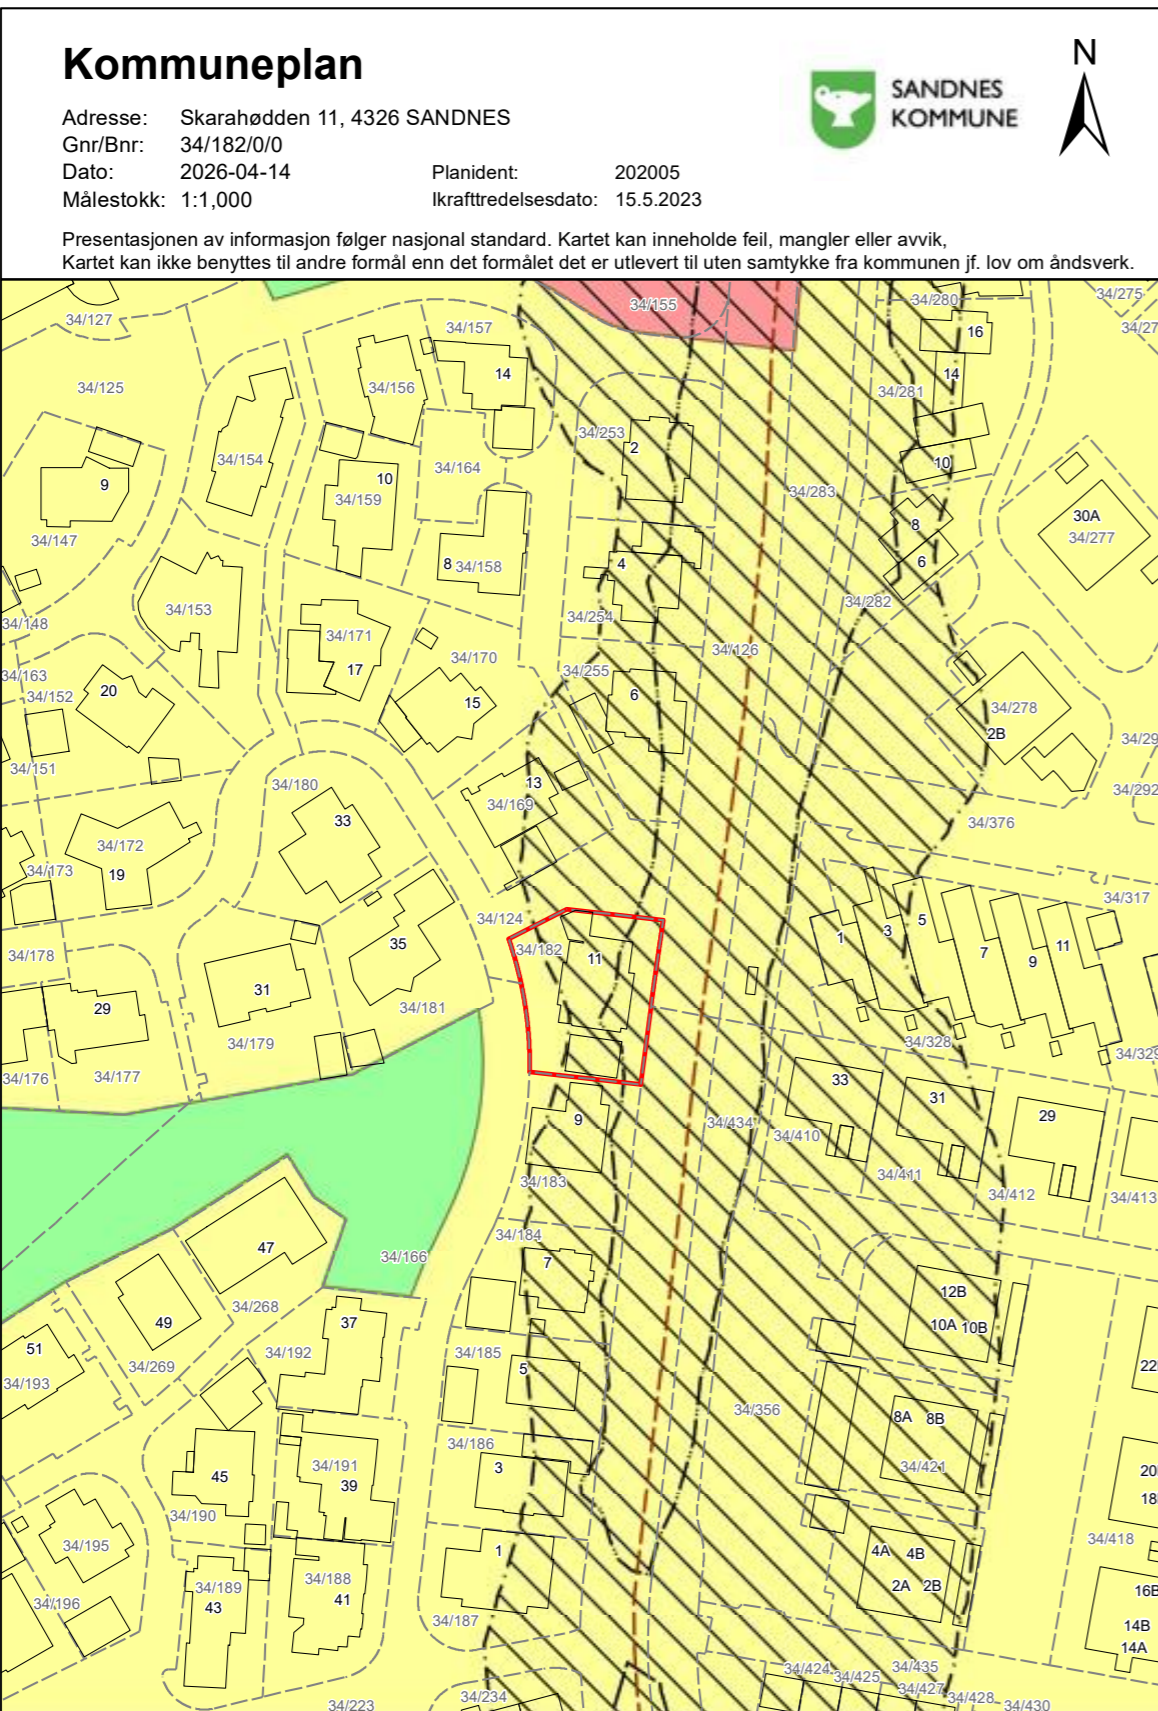 Kommuneplan
N
SANDNES
KOMMUNE
Adresse: Skarahødden 11, 4326 SANDNES
Gnr/Bnr: 34/182/0/0
Dato: 2026-04-14 Planident: 202005
Målestokk: 1:1,000 Ikrafttredelsesdato: 15.5.2023
Presentasjonen av informasjon følger nasjonal standard. Kartet kan inneholde feil, mangler eller avvik,
Kartet kan ikke benyttes til andre formål enn det formålet det er utlevert til uten samtykke fra kommunen jf. lov om åndsverk.
34/155 34/280 34/275
34/127 34/157 16 34/27
34/125 34/156 14 34/281 14
34/253 2
34/154 34/164 10
9 10 34/159 34/283
34/147 8 30A
34/277
8 34/158 4 6
34/148 34/153 34/254 34/282
34/171 34/126
34/163 17 34/170 34/255
34/152 20 15 6 34/278
2B 34/29
34/151 34/180 13 34/292
33 34/169 34/376
34/172
34/173 19 34/317
34/124 5
34/178 35 34/182 11 1 3 7 9 11
31
29 34/181
34/179 34/328 34/329
34/176 34/177 33 31 29
9 34/434 34/410
34/183 34/411 34/412 34/413
34/184
47 34/166 7
34/268 12B
49 37 10A 10B
51 34/192 34/185
34/193 34/269 5 22
34/356 8A 8B
34/186
45 34/191 3 34/421 20
39 18
34/190 34/418
34/195 1 4A 4B
34/189 34/188 2A 2B 16B
34/196 43 41 34/187 14B
14A
34/424 34/425 34/435
34/427
34/223 34/234 34/428 34/430